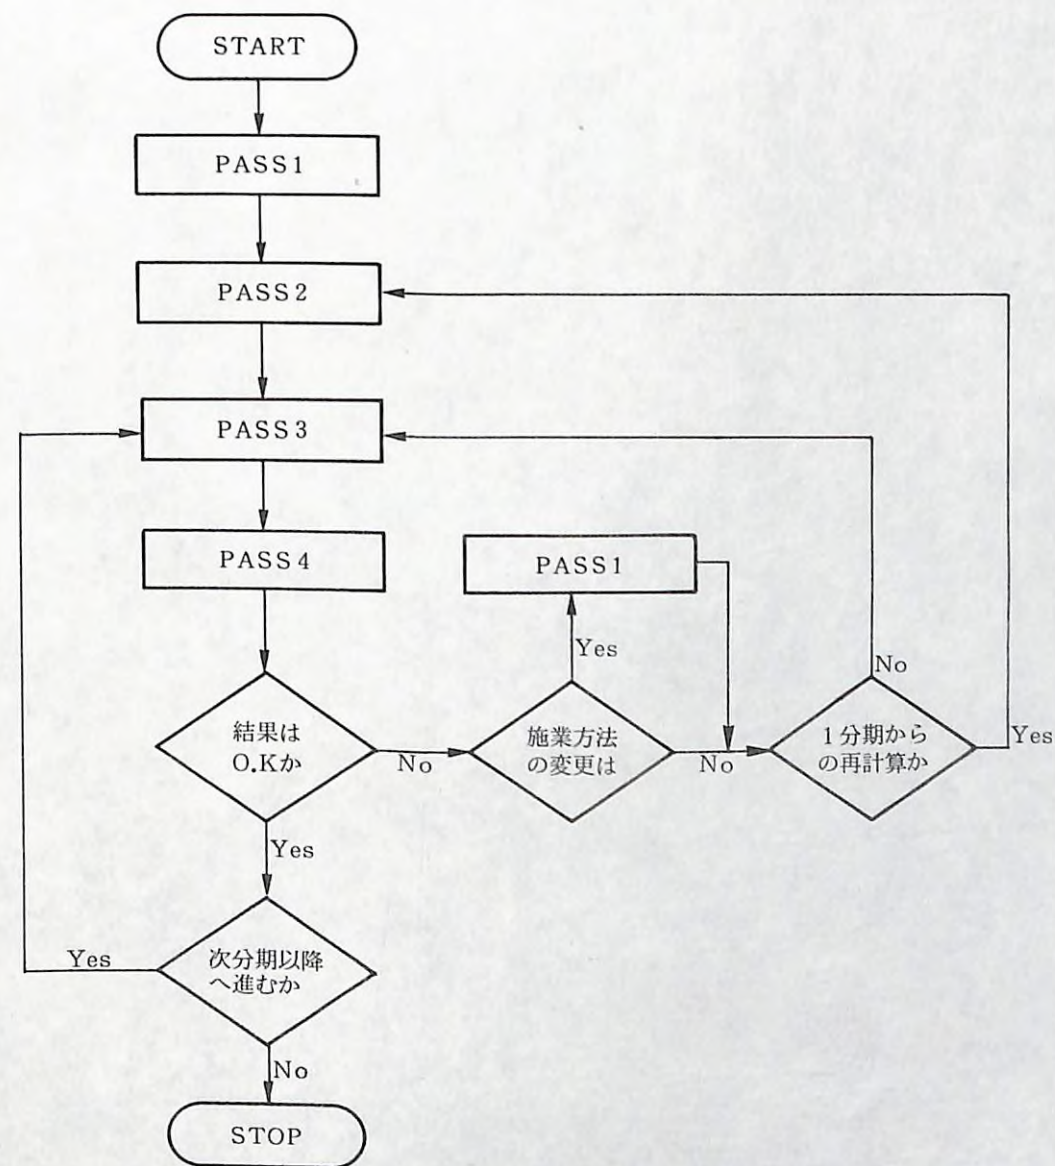 START
PASS1
PASS2
PASS3
PASS4
PASS1
Yes
No
結果は
O.Kか
No
施業方法
の変更は
No
1分期から
の再計算か
Yes
Yes
Yes
次分期以降
へ進むか
No
STOP